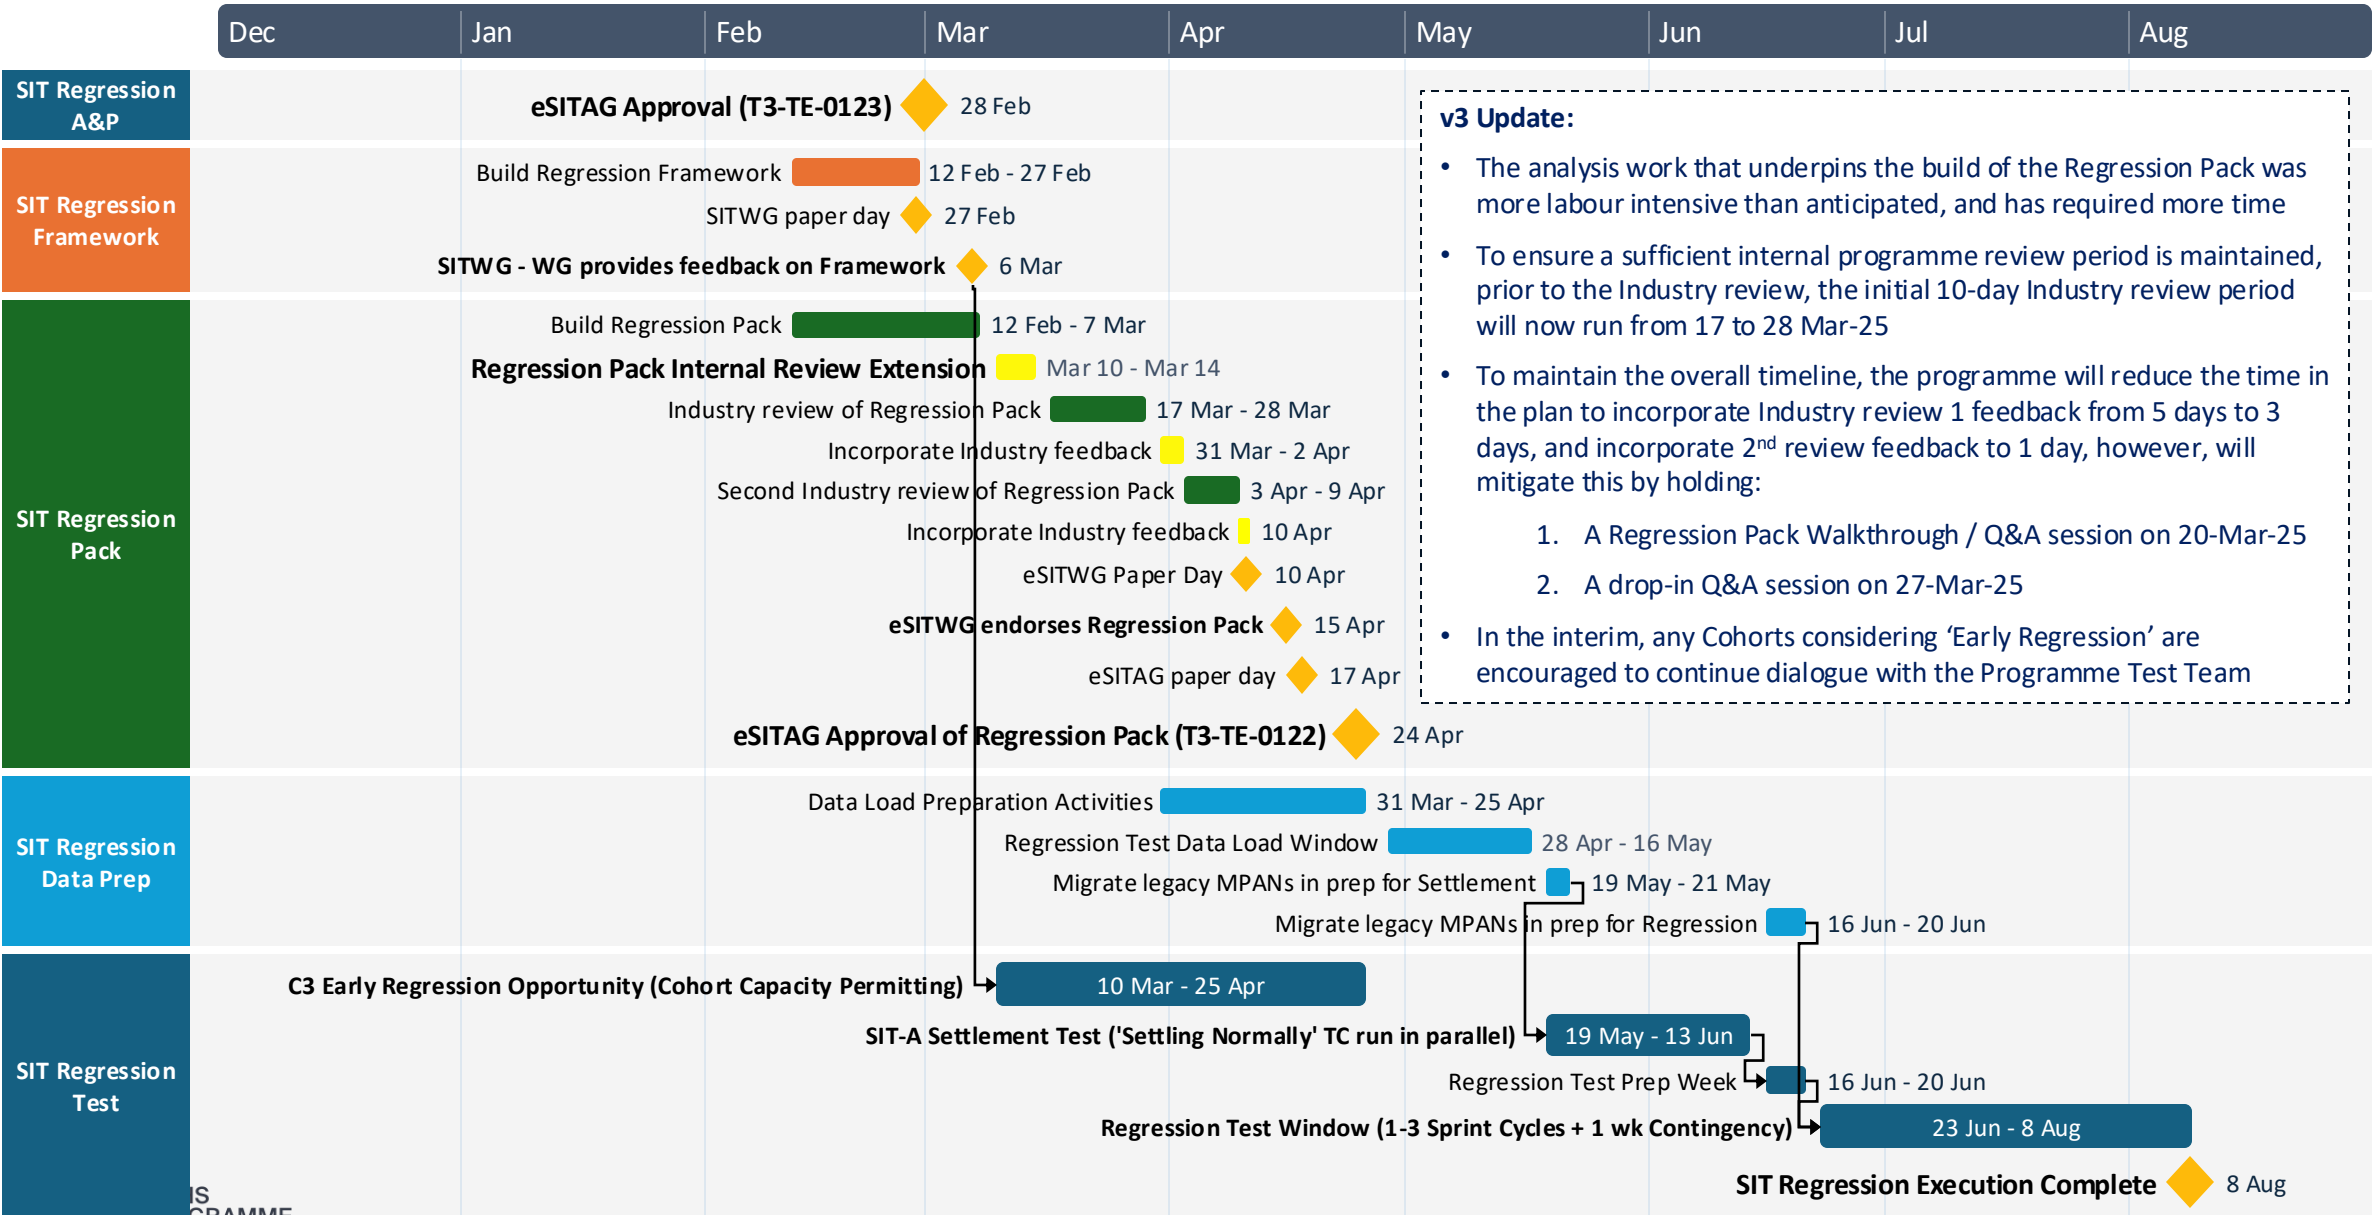 Dec Jan Feb Mar Apr May Jun Jul Aug
SIT Regression
A&P
eSITAG Approval (T3-TE-0123) 28 Feb
SIT Regression
Framework
Build Regression Framework 12 Feb - 27 Feb
SITWG paper day 27 Feb
SITWG - WG provides feedback on Framework 6 Mar
SIT Regression
Pack
Build Regression Pack 12 Feb - 7 Mar
Regression Pack Internal Review Extension Mar 10 - Mar 14
Industry review of Regression Pack 17 Mar - 28 Mar
Incorporate Industry feedback 31 Mar - 2 Apr
Second Industry review of Regression Pack 3 Apr - 9 Apr
Incorporate Industry feedback 10 Apr
eSITWG Paper Day 10 Apr
eSITWG endorses Regression Pack 15 Apr
eSITAG paper day 17 Apr
eSITAG Approval of Regression Pack (T3-TE-0122) 24 Apr
v3 Update:
• The analysis work that underpins the build of the Regression Pack was
more labour intensive than anticipated, and has required more time
• To ensure a sufficient internal programme review period is maintained,
prior to the Industry review, the initial 10-day Industry review period
will now run from 17 to 28 Mar-25
• To maintain the overall timeline, the programme will reduce the time in
the plan to incorporate Industry review 1 feedback from 5 days to 3
days, and incorporate 2nd review feedback to 1 day, however, will
mitigate this by holding:
1. A Regression Pack Walkthrough / Q&A session on 20-Mar-25
2. A drop-in Q&A session on 27-Mar-25
• In the interim, any Cohorts considering ‘Early Regression’ are
encouraged to continue dialogue with the Programme Test Team
SIT Regression
Data Prep
Data Load Preparation Activities 31 Mar - 25 Apr
Regression Test Data Load Window 28 Apr - 16 May
Migrate legacy MPANs in prep for Settlement 19 May - 21 May
Migrate legacy MPANs in prep for Regression 16 Jun - 20 Jun
SIT Regression
Test
C3 Early Regression Opportunity (Cohort Capacity Permitting) 10 Mar - 25 Apr
SIT-A Settlement Test ('Settling Normally' TC run in parallel) 19 May - 13 Jun
Regression Test Prep Week 16 Jun - 20 Jun
Regression Test Window (1-3 Sprint Cycles + 1 wk Contingency) 23 Jun - 8 Aug
SIT Regression Execution Complete 8 Aug